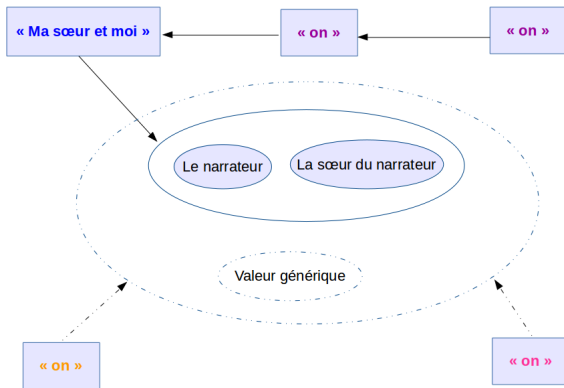 « Ma sœur et moi »
« on »
« on »
Le narrateur
La sœur du narrateur
Valeur générique
« on »
« on »